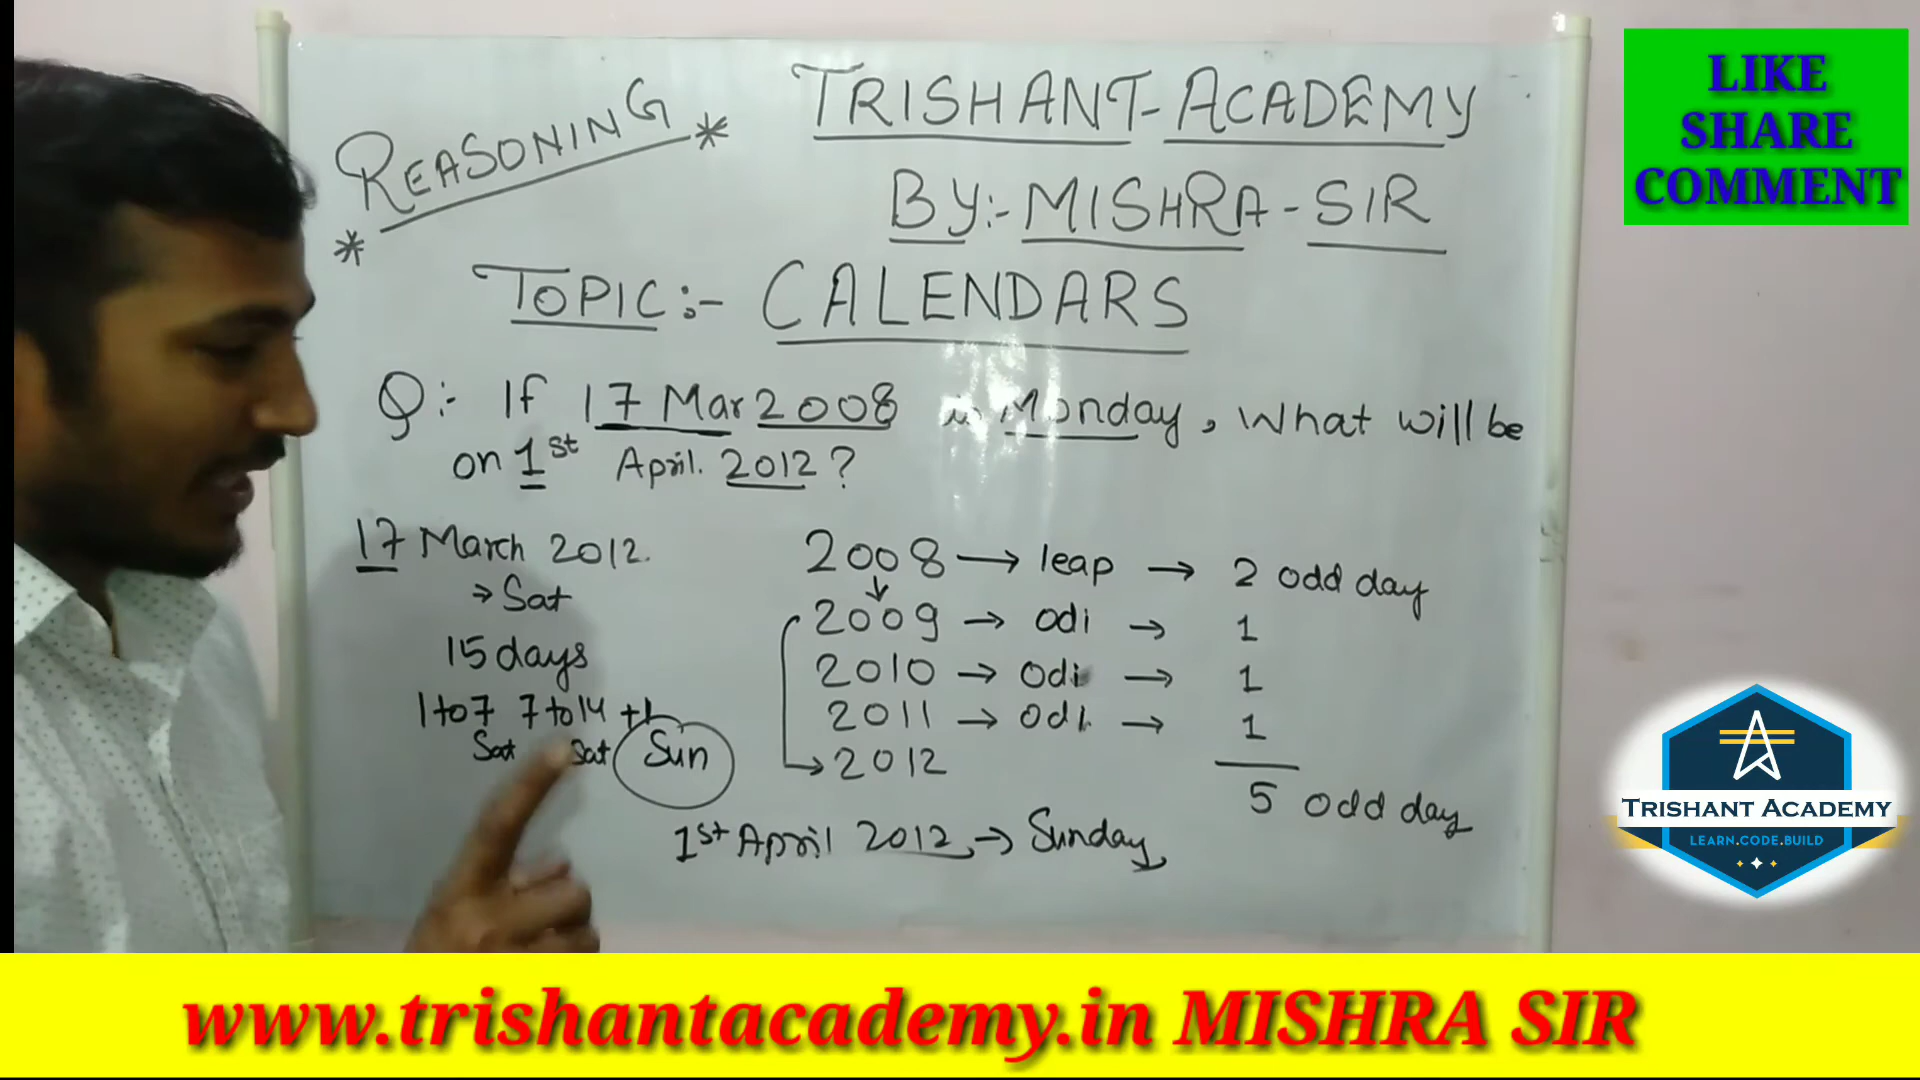 REASONING *
*
TRISHANT-ACADEMY
BY:- MISHRA-SIR
TOPIC:- CALENDARS
Q:- If 17 Mar 2008 is Monday, What will be
on 1st April. 2012?
17 March 2012.
→ Sat
15 days
1 to 7 7 to 14 +1
Sat Sat Sun
2008 → leap → 2 odd day
2009 → odi → 1
2010 → odi → 1
2011 → odi → 1
2012
5 odd day
1st April 2012 → Sunday
LIKE
SHARE
COMMENT
TRISHANT ACADEMY
LEARN.CODE.BUILD
www.trishantacademy.in MISHRA SIR